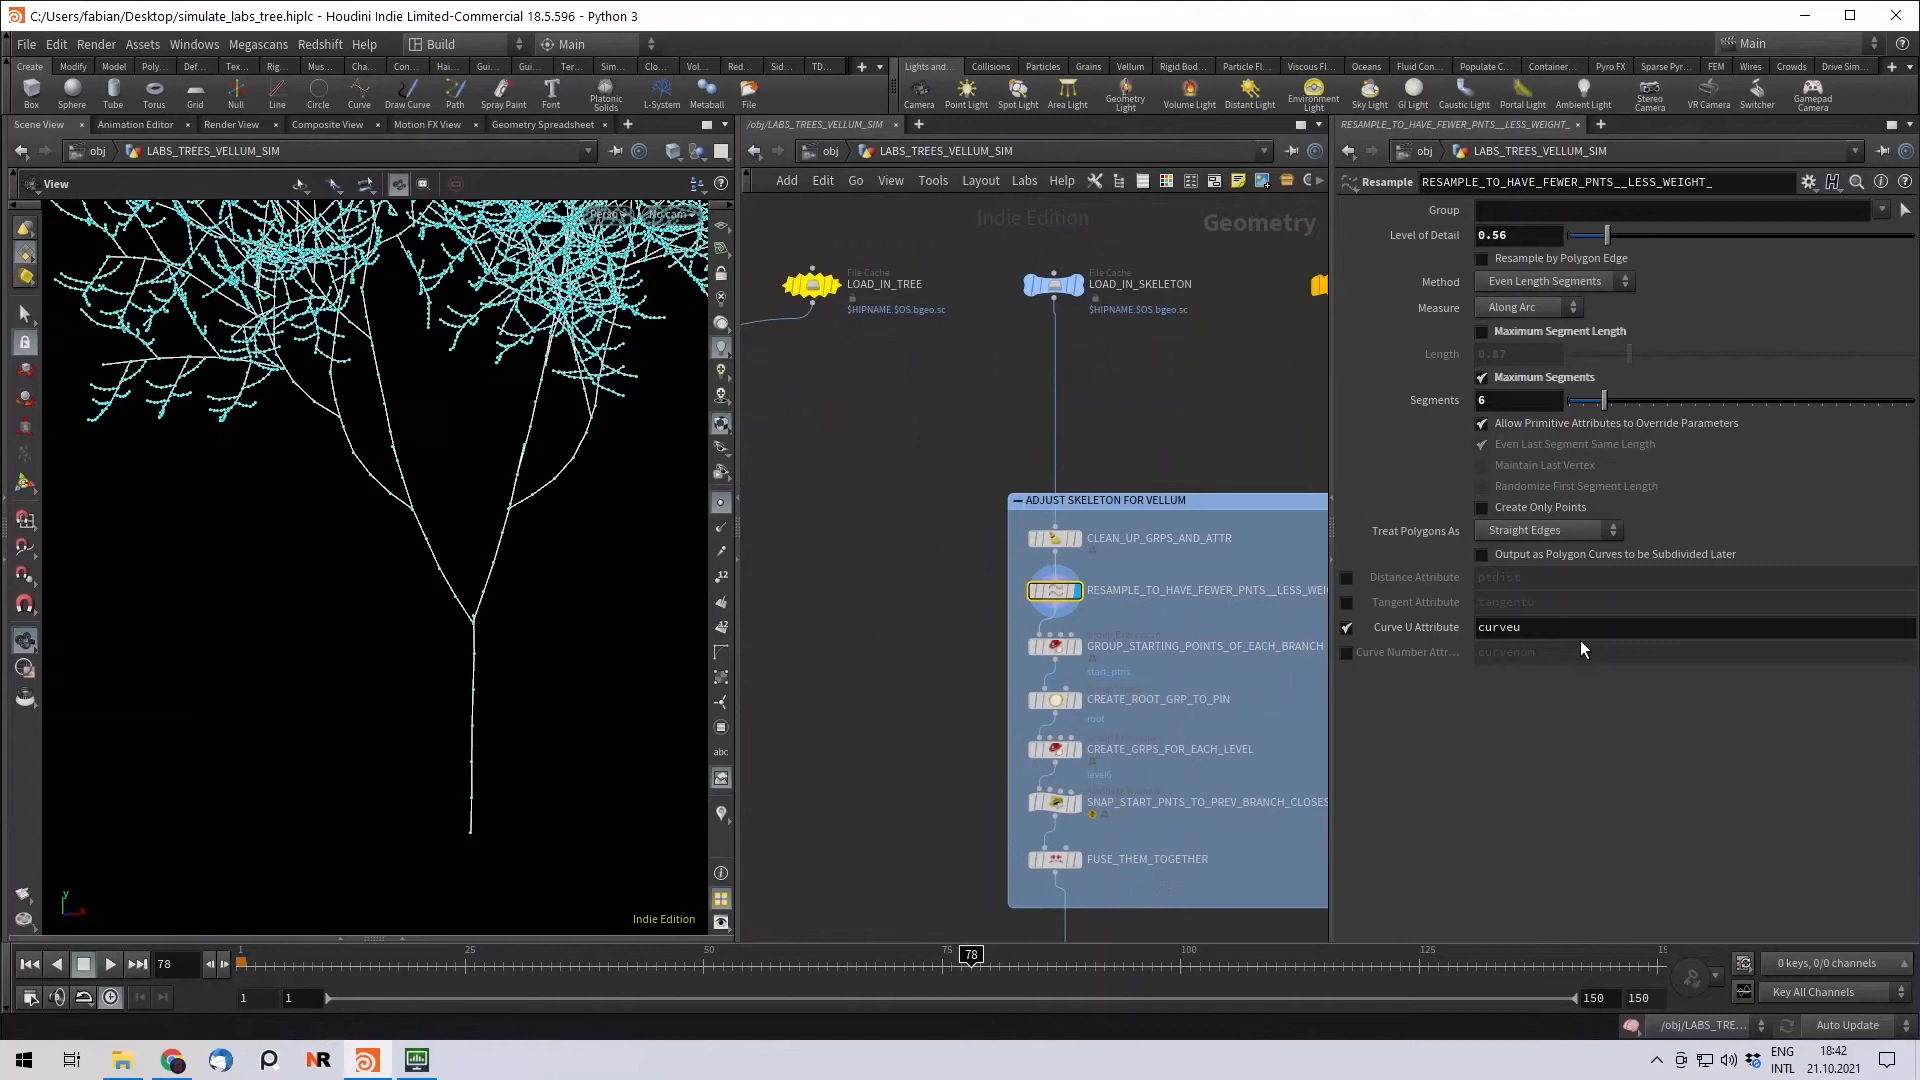 C:/Users/fabian/Desktop/simulate_labs_tree.hiplc - Houdini Indie Limited-Commercial 18.5.596 - Python 3
File Edit Render Assets Windows Megascans Redshift Help Build Main Main
Create Modify Model Poly... Def... Tex... Rig... Mus... Cha... Con... Hai... Gui... Gui... Ter... Sim... Clo... Vol... Red... Sid... TD... Lights and... Collisions Particles Grains Vellum Rigid Bod... Particle Fl... Viscous Fl... Oceans Fluid Con... Populate C... Container... Pyro FX Sparse Pyr... FEM Wires Crowds Drive Sim...
Box Sphere Tube Torus Grid Null Line Circle Curve Draw Curve Path Spray Paint Font Platonic Solids L-System Metaball File Camera Point Light Spot Light Area Light Geometry Light Volume Light Distant Light Environment Light Sky Light GI Light Caustic Light Portal Light Ambient Light Stereo Camera VR Camera Switcher Gamepad Camera
Scene View Animation Editor Render View Composite View Motion FX View Geometry Spreadsheet /obj/LABS_TREES_VELLUM_SIM RESAMPLE_TO_HAVE_FEWER_PNTS__LESS_WEIGHT_
obj LABS_TREES_VELLUM_SIM obj LABS_TREES_VELLUM_SIM obj LABS_TREES_VELLUM_SIM
View Add Edit Go View Tools Layout Labs Help Resample RESAMPLE_TO_HAVE_FEWER_PNTS__LESS_WEIGHT_
Persp No cam
Indie Edition Geometry
File Cache
LOAD_IN_TREE
$HIPNAME.$OS.bgeo.sc
File Cache
LOAD_IN_SKELETON
$HIPNAME.$OS.bgeo.sc
ADJUST SKELETON FOR VELLUM
CLEAN_UP_GRPS_AND_ATTR
RESAMPLE_TO_HAVE_FEWER_PNTS__LESS_WEI
GROUP_STARTING_POINTS_OF_EACH_BRANCH
start_ptns
CREATE_ROOT_GRP_TO_PIN
root
CREATE_GRPS_FOR_EACH_LEVEL
level6
SNAP_START_PNTS_TO_PREV_BRANCH_CLOSES
FUSE_THEM_TOGETHER
Group
Level of Detail 0.56
Resample by Polygon Edge
Method Even Length Segments
Measure Along Arc
Maximum Segment Length
Length 0.87
Maximum Segments
Segments 6
Allow Primitive Attributes to Override Parameters
Even Last Segment Same Length
Maintain Last Vertex
Randomize First Segment Length
Create Only Points
Treat Polygons As Straight Edges
Output as Polygon Curves to be Subdivided Later
Distance Attribute ptdist
Tangent Attribute tangentu
Curve U Attribute curveu
Curve Number Attr... curvenum
12
12
abc
y
x
Indie Edition
78 1 25 50 75 78 100 125 15
0 keys, 0/0 channels
1 1 150 150 Key All Channels
/obj/LABS_TRE... Auto Update
NR
ENG
INTL
18:42
21.10.2021